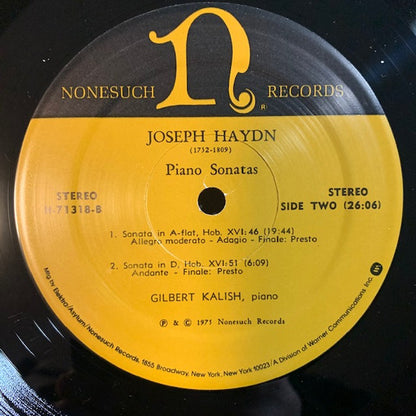 n
NONESUCH RECORDS
®
JOSEPH HAYDN
(1732-1809)
Piano Sonatas
STEREO
H-71318-B
STEREO
SIDE TWO (26:06)
1. Sonata in A-flat, Hob. XVI:46 (19:44)
Allegro moderato - Adagio - Finale: Presto
2. Sonata in D, Hob. XVI:51 (6:09)
Andante - Finale: Presto
GILBERT KALISH, piano
Ⓟ & © 1975 Nonesuch Records
Mfg. by Elektra/Asylum/Nonesuch Records, 1855 Broadway, New York, New York 10023 / A Division of Warner Communications Inc.